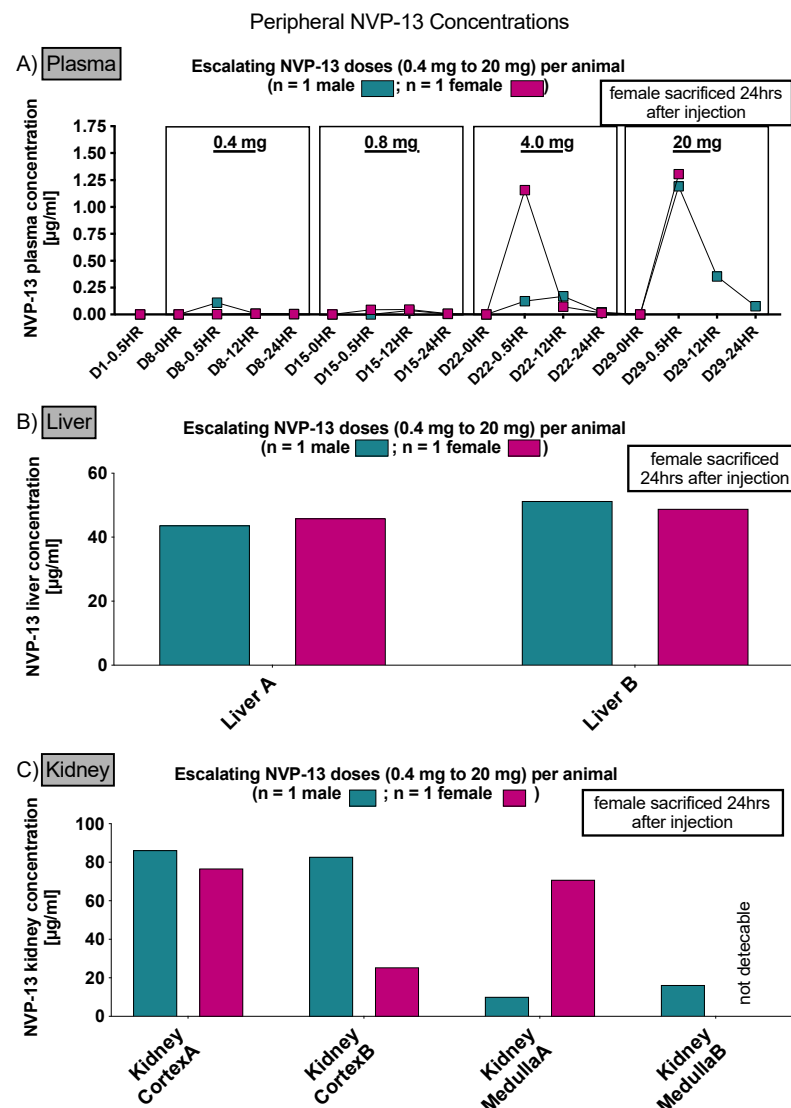 Peripheral NVP-13 Concentrations
A) Plasma
Escalating NVP-13 doses (0.4 mg to 20 mg) per animal
(n = 1 male ; n = 1 female )
female sacrificed 24hrs
after injection
NVP-13 plasma concentration
[µg/ml]
1.75
1.50
1.25
1.00
0.75
0.50
0.25
0.00
0.4 mg
0.8 mg
4.0 mg
20 mg
D1-0.5HR
D8-0HR
D8-0.5HR
D8-12HR
D8-24HR
D15-0HR
D15-0.5HR
D15-12HR
D15-24HR
D22-0HR
D22-0.5HR
D22-12HR
D22-24HR
D29-0HR
D29-0.5HR
D29-12HR
D29-24HR
B) Liver
Escalating NVP-13 doses (0.4 mg to 20 mg) per animal
(n = 1 male ; n = 1 female )
female sacrificed
24hrs after injection
NVP-13 liver concentration
[µg/ml]
60
40
20
0
Liver A
Liver B
C) Kidney
Escalating NVP-13 doses (0.4 mg to 20 mg) per animal
(n = 1 male ; n = 1 female )
female sacrificed 24hrs
after injection
NVP-13 kidney concentration
[µg/ml]
100
80
60
40
20
0
not detecable
Kidney
CortexA
Kidney
CortexB
Kidney
MedullaA
Kidney
MedullaB